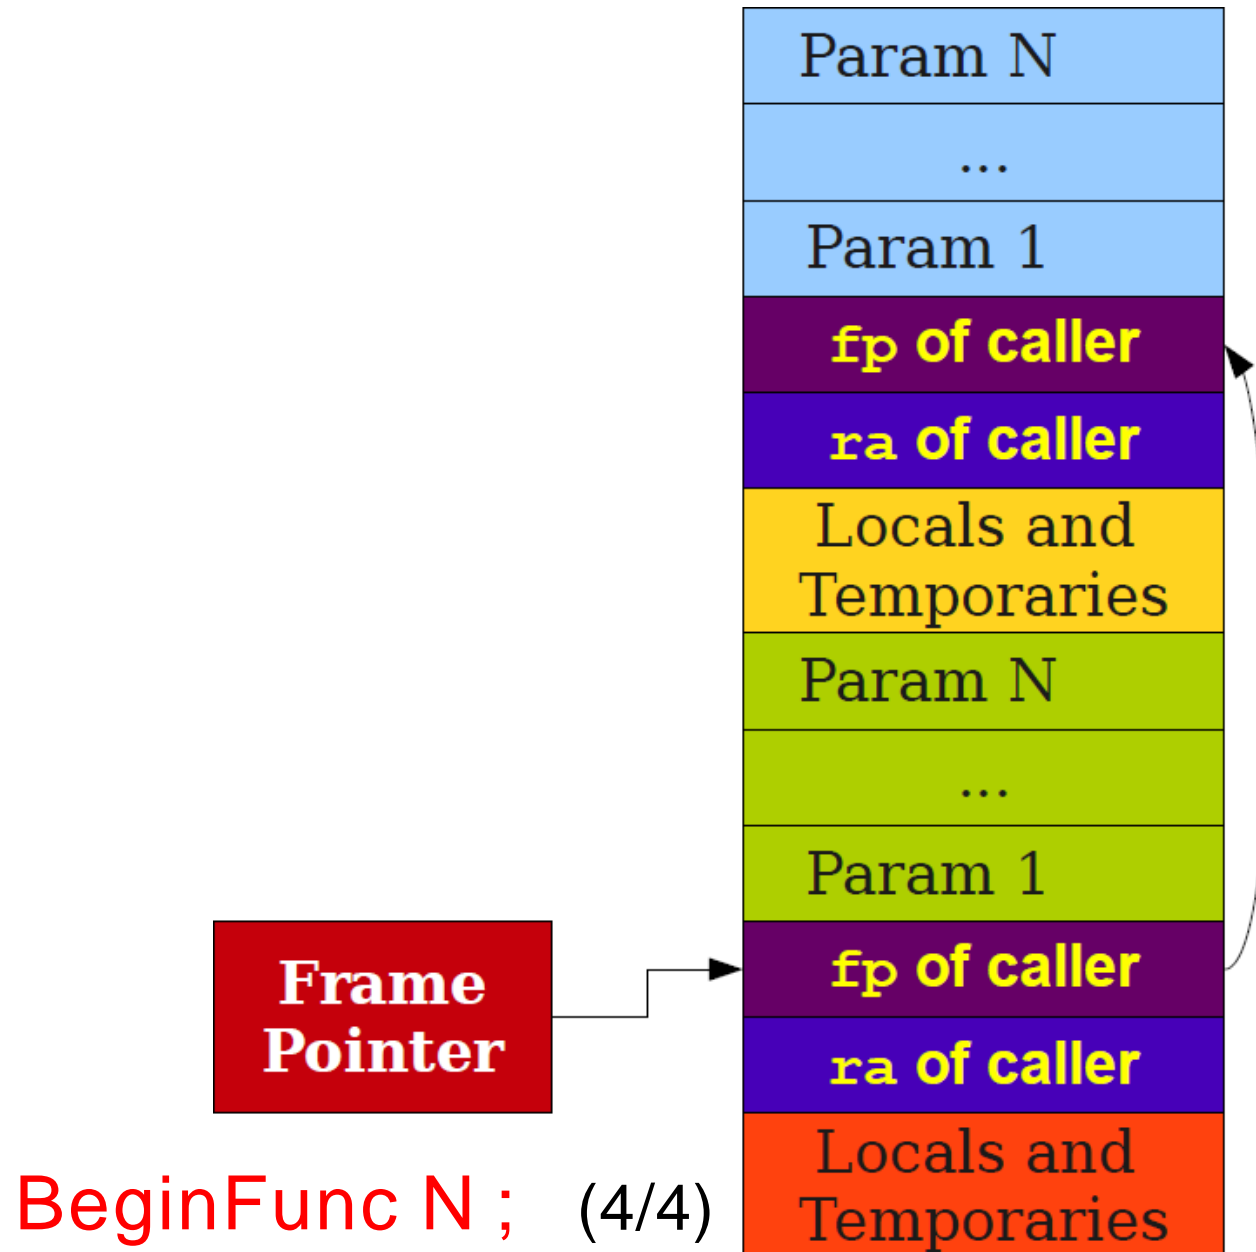 Param N
...
Param 1
fp of caller
ra of caller
Locals and
Temporaries
Param N
...
Param 1
fp of caller
ra of caller
Locals and
Temporaries
Frame
Pointer
BeginFunc N ; (4/4)